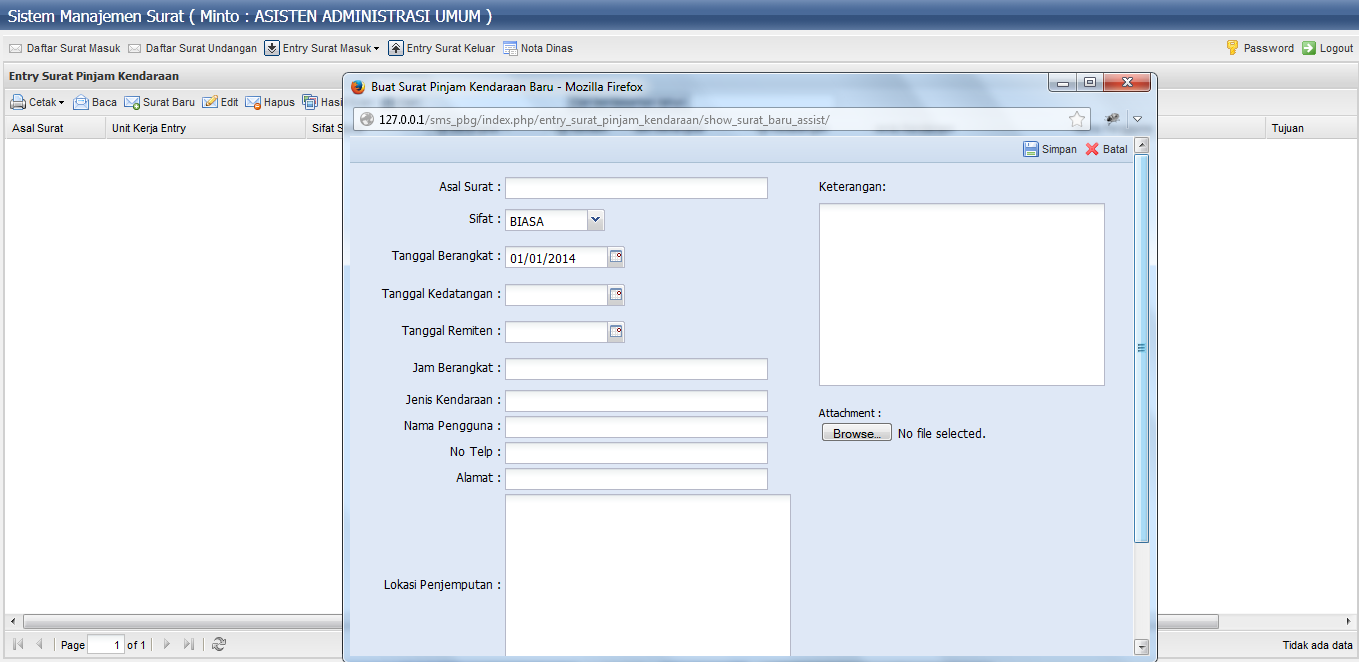 Sistem Manajemen Surat ( Minto : ASISTEN ADMINISTRASI UMUM )
Daftar Surat Masuk Daftar Surat Undangan Entry Surat Masuk Entry Surat Keluar Nota Dinas Password Logout
Entry Surat Pinjam Kendaraan
Cetak Baca Surat Baru Edit Hapus
Asal Surat Unit Kerja Entry Sifat Tujuan
Buat Surat Pinjam Kendaraan Baru - Mozilla Firefox
127.0.0.1/sms_pbg/index.php/entry_surat_pinjam_kendaraan/show_surat_baru_assist/
Simpan Batal
Asal Surat :
Sifat : BIASA
Tanggal Berangkat : 01/01/2014
Tanggal Kedatangan :
Tanggal Remiten :
Jam Berangkat :
Jenis Kendaraan :
Nama Pengguna :
No Telp :
Alamat :
Lokasi Penjemputan :
Keterangan:
Attachment :
Browse... No file selected.
Page 1 of 1 Tidak ada data